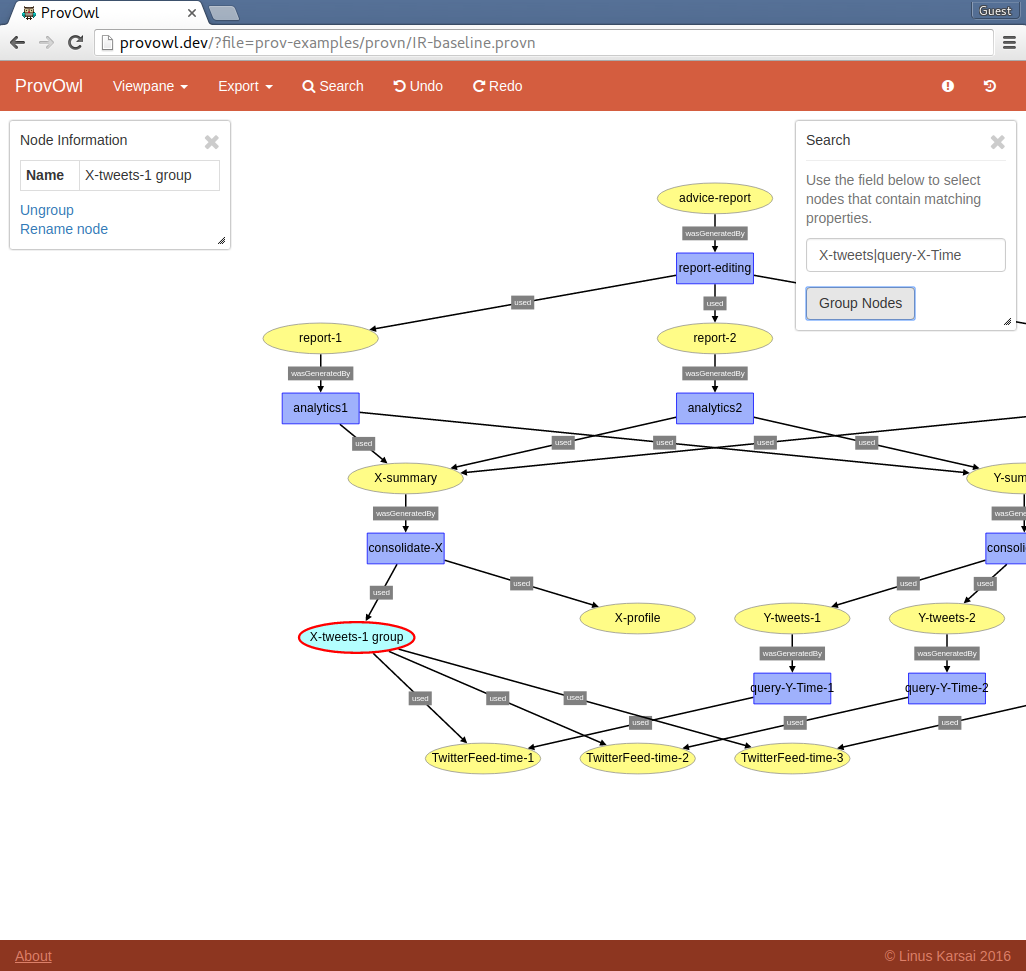 ProvOwl
Guest
provowl.dev/?file=prov-examples/provn/IR-baseline.provn
ProvOwl Viewpane Export Search Undo Redo
Node Information
Name X-tweets-1 group
Ungroup
Rename node
Search
Use the field below to select
nodes that contain matching
properties.
X-tweets|query-X-Time
Group Nodes
advice-report
wasGeneratedBy
report-editing
used used
report-1 report-2
wasGeneratedBy wasGeneratedBy
analytics1 analytics2
used used used used used
X-summary Y-sum
wasGeneratedBy wasGene
consolidate-X consoli
used used used used
X-tweets-1 group X-profile Y-tweets-1 Y-tweets-2
wasGeneratedBy wasGeneratedBy
query-Y-Time-1 query-Y-Time-2
used used used
used used used
TwitterFeed-time-1 TwitterFeed-time-2 TwitterFeed-time-3
About
© Linus Karsai 2016